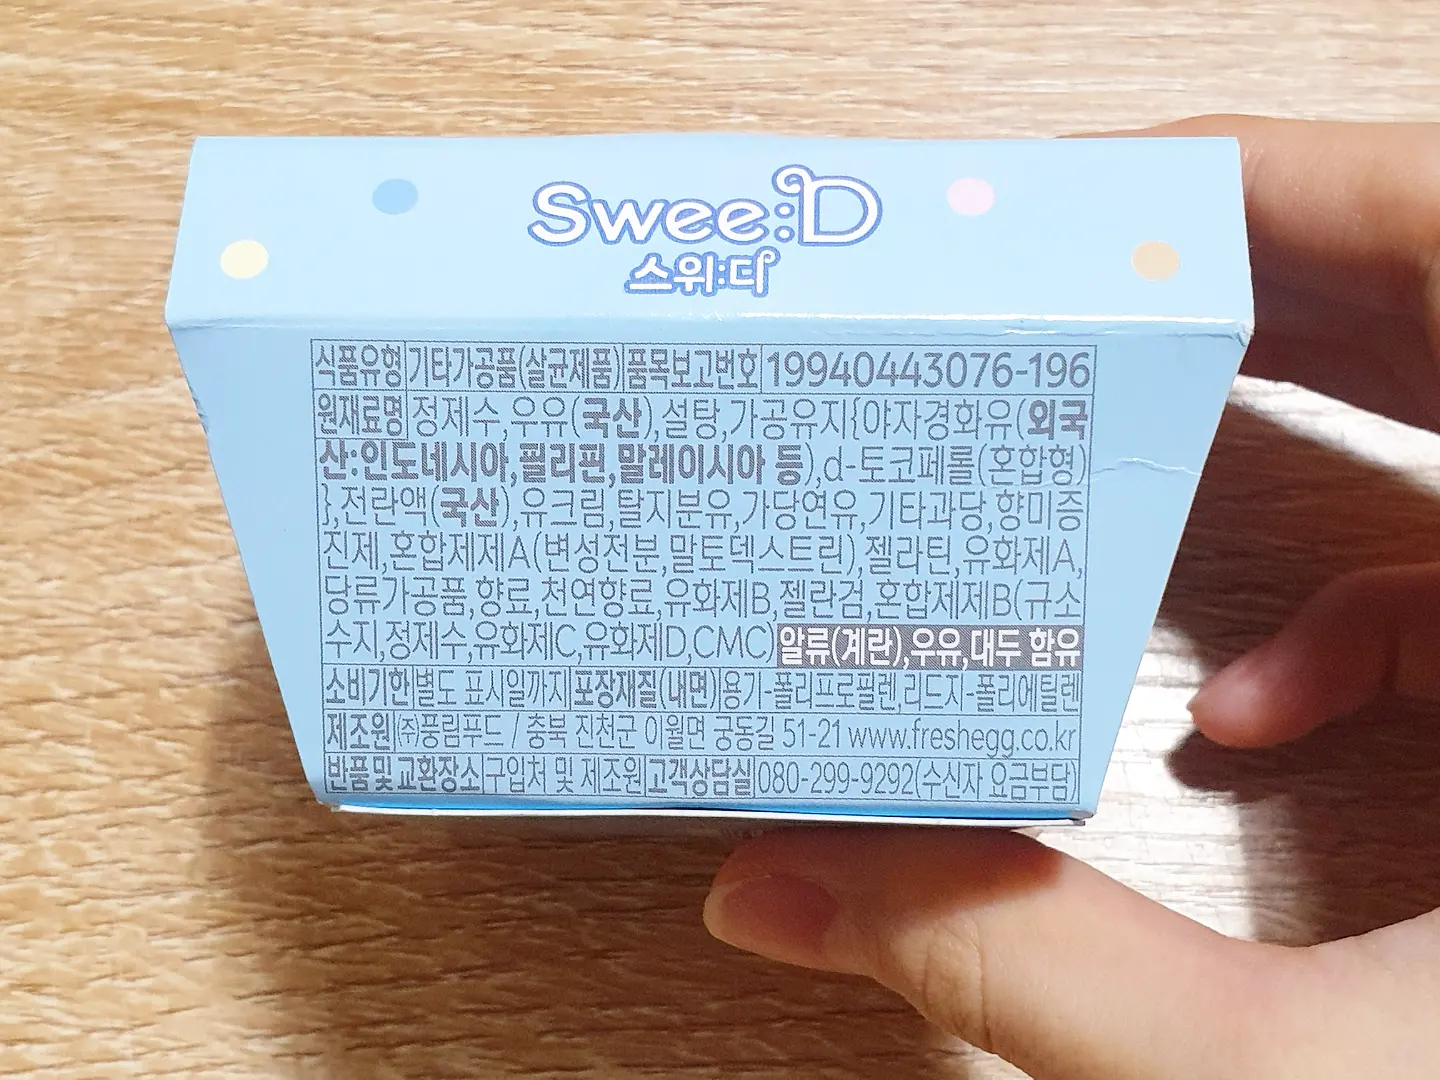 Swee:D
스위:디
식품유형 기타가공품(살균제품) 품목보고번호 19940443076-196
원재료명 정제수,우유(국산),설탕,가공유지{야자경화유(외국
산:인도네시아,필리핀,말레이시아 등),d-토코페롤(혼합형)
},전란액(국산),유크림,탈지분유,가당연유,기타과당,향미증
진제,혼합제제A(변성전분,말토덱스트린),젤라틴,유화제A,
당류가공품,향료,천연향료,유화제B,젤란검,혼합제제B(규소
수지,정제수,유화제C,유화제D,CMC) 알류(계란),우유,대두 함유
소비기한 별도 표시일까지 포장재질(내면) 용기-폴리프로필렌,리드지-폴리에틸렌
제조원 ㈜풍림푸드 / 충북 진천군 이월면 궁동길 51-21 www.freshegg.co.kr
반품및교환장소 구입처 및 제조원 고객상담실 080-299-9292(수신자 요금부담)